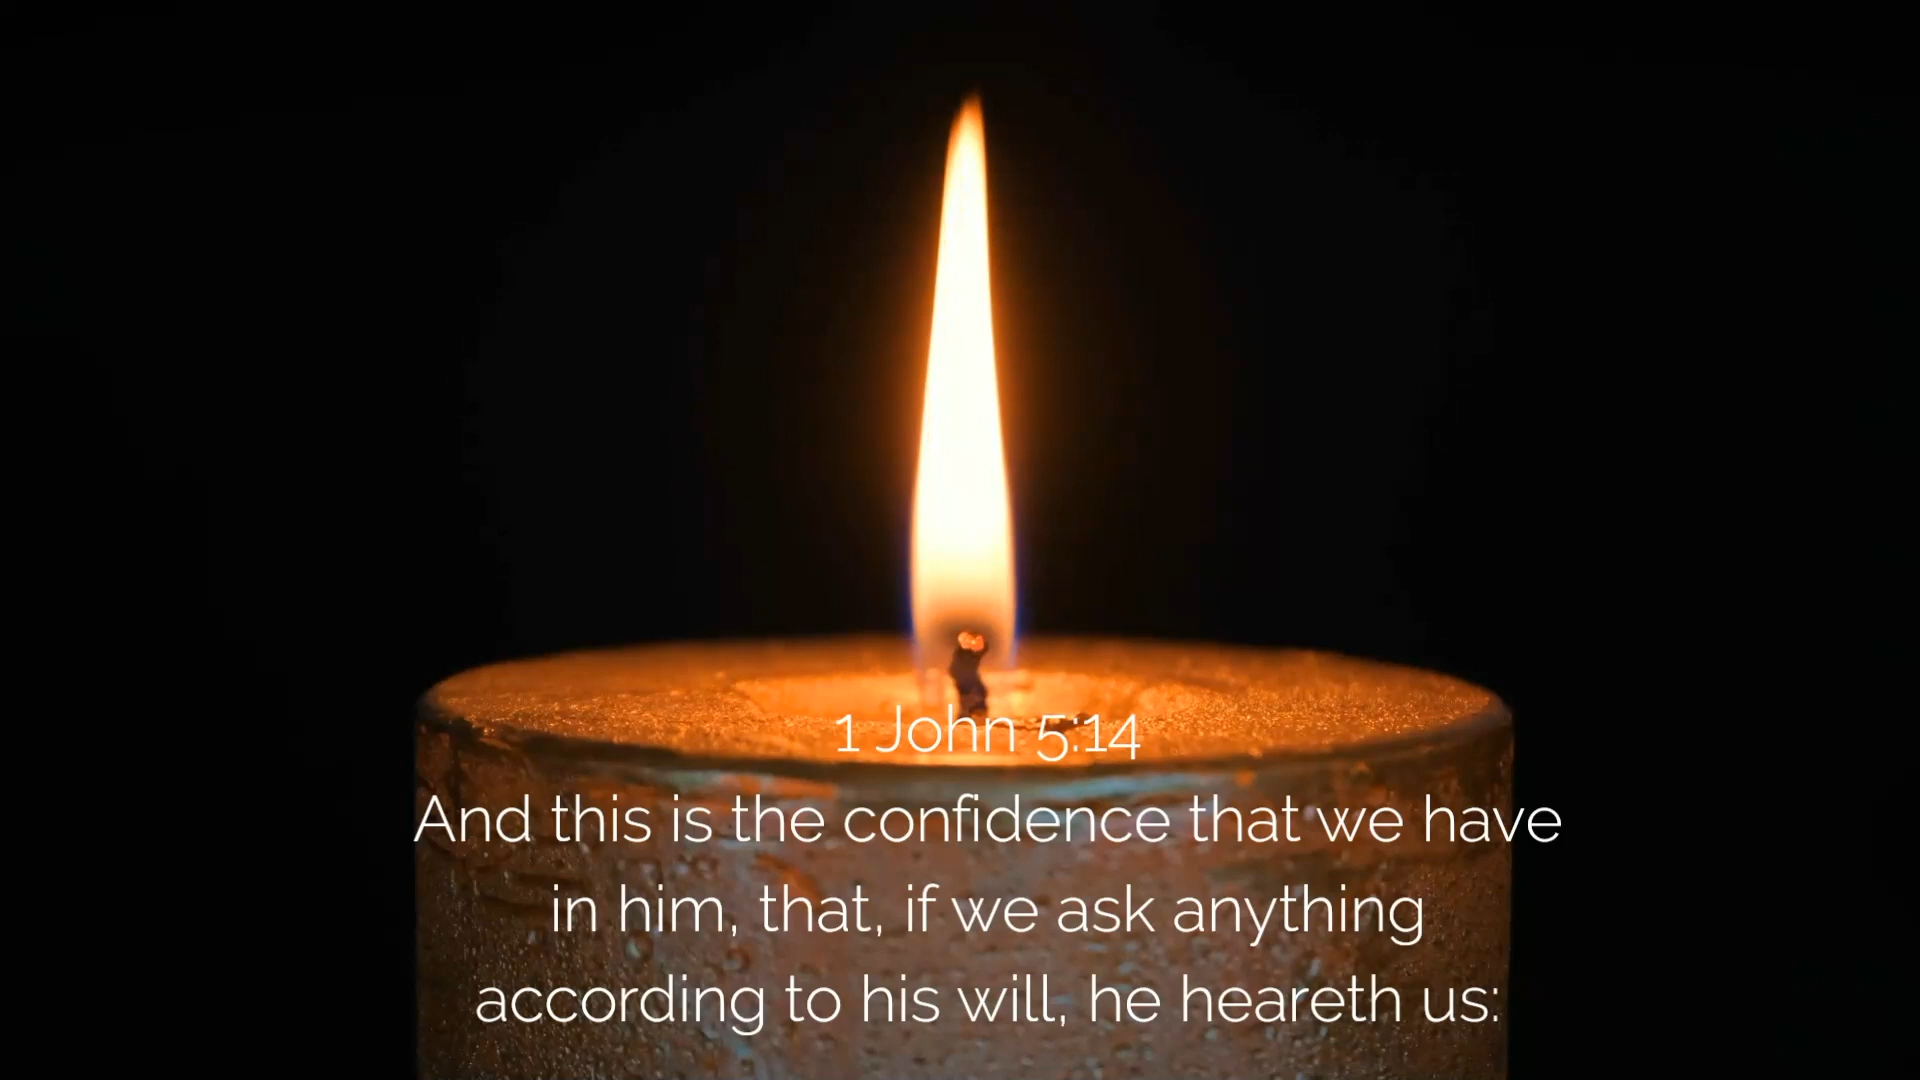 1 John 5:14
And this is the confidence that we have
in him, that, if we ask anything
according to his will, he heareth us: